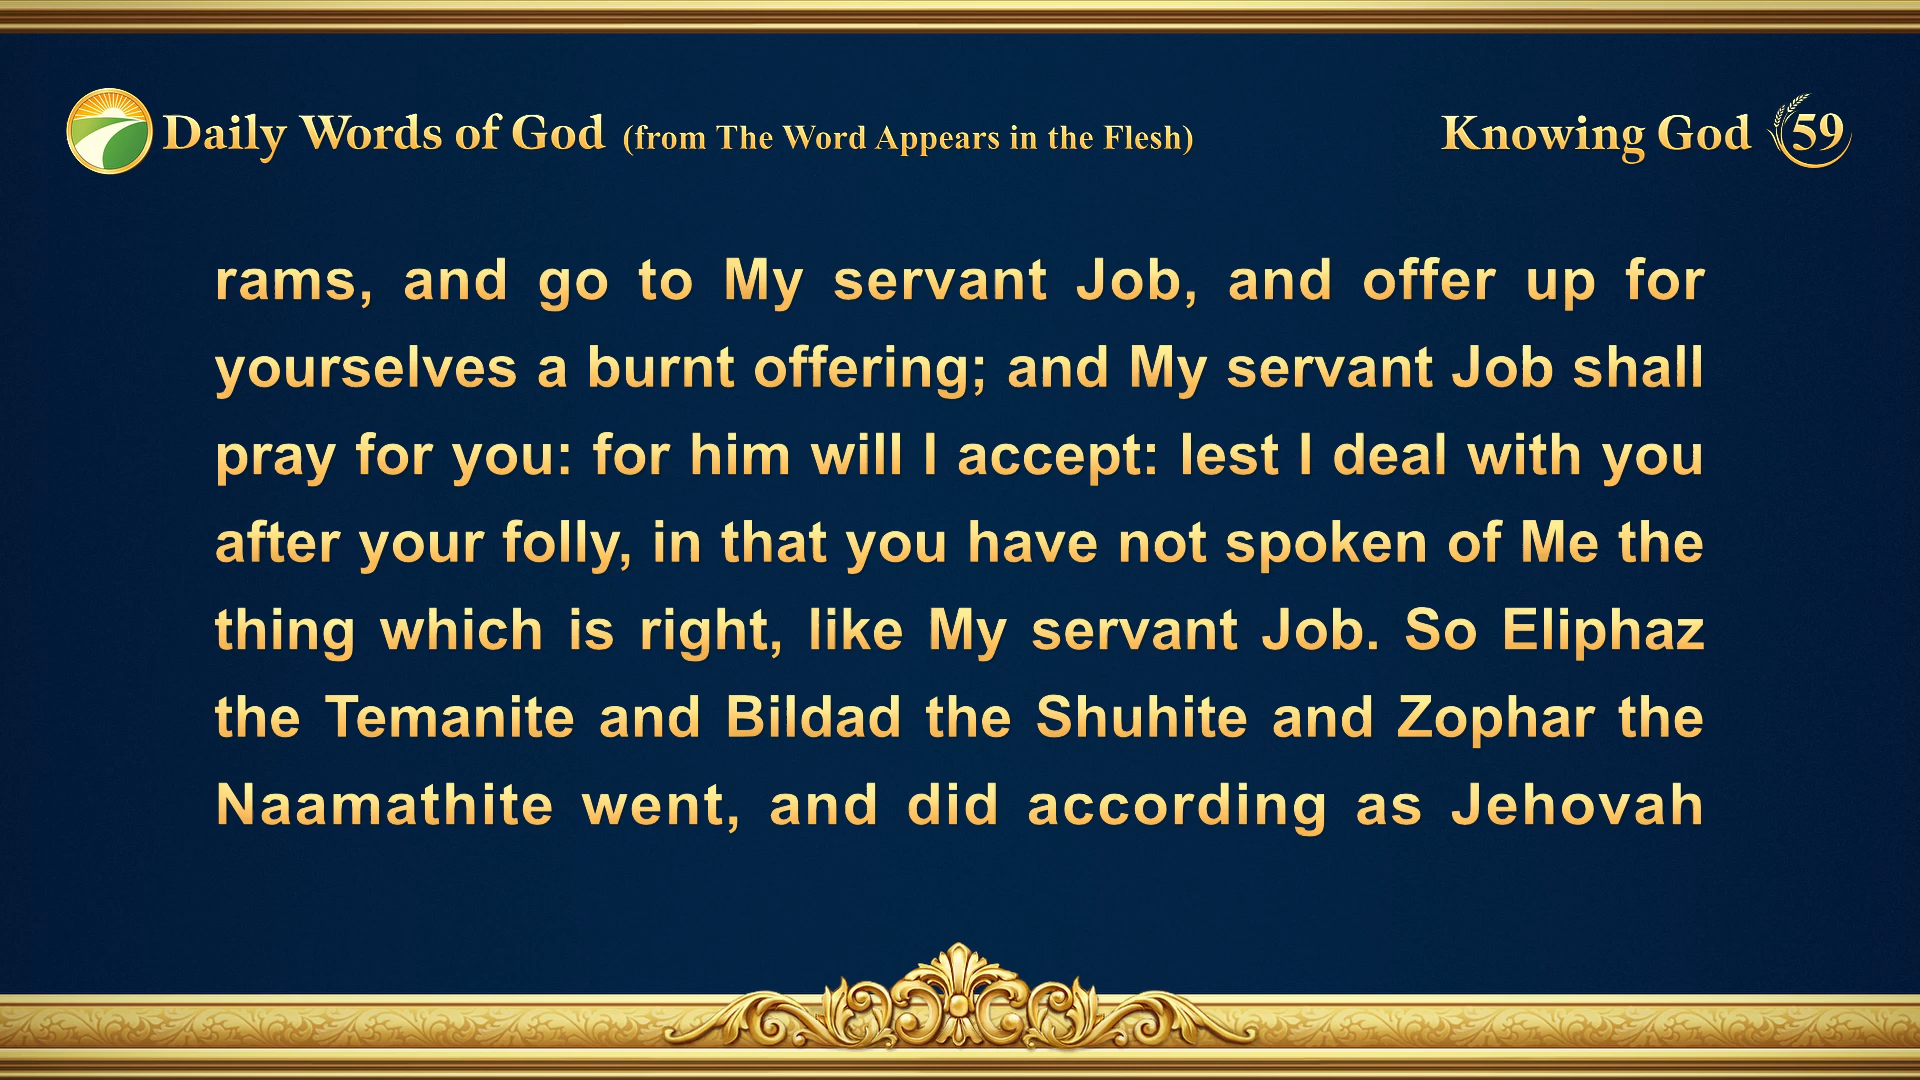 Daily Words of God (from The Word Appears in the Flesh)
Knowing God 59
rams, and go to My servant Job, and offer up for
yourselves a burnt offering; and My servant Job shall
pray for you: for him will I accept: lest I deal with you
after your folly, in that you have not spoken of Me the
thing which is right, like My servant Job. So Eliphaz
the Temanite and Bildad the Shuhite and Zophar the
Naamathite went, and did according as Jehovah